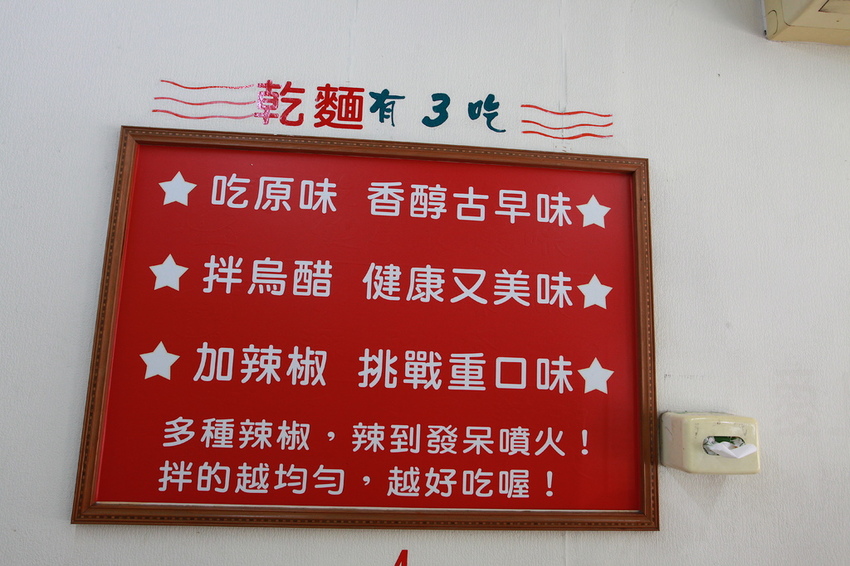 乾麵有3吃
吃原味 香醇古早味
拌烏醋 健康又美味
加辣椒 挑戰重口味
多種辣椒，辣到發呆噴火！
拌的越均勻，越好吃喔！